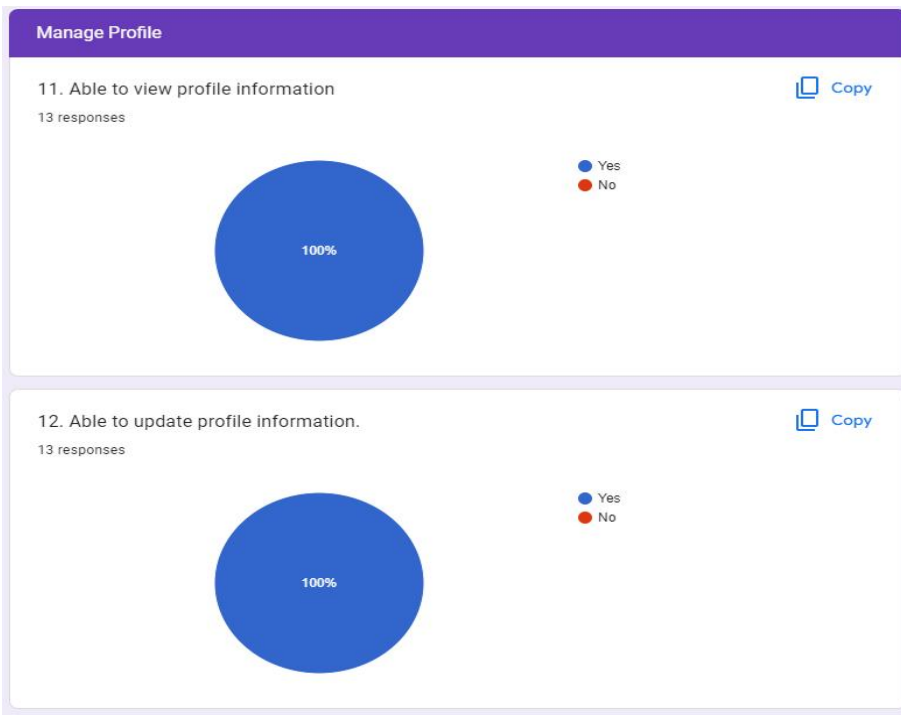 Manage Profile
11. Able to view profile information
Copy
13 responses
Yes
No
100%
12. Able to update profile information.
Copy
13 responses
Yes
No
100%